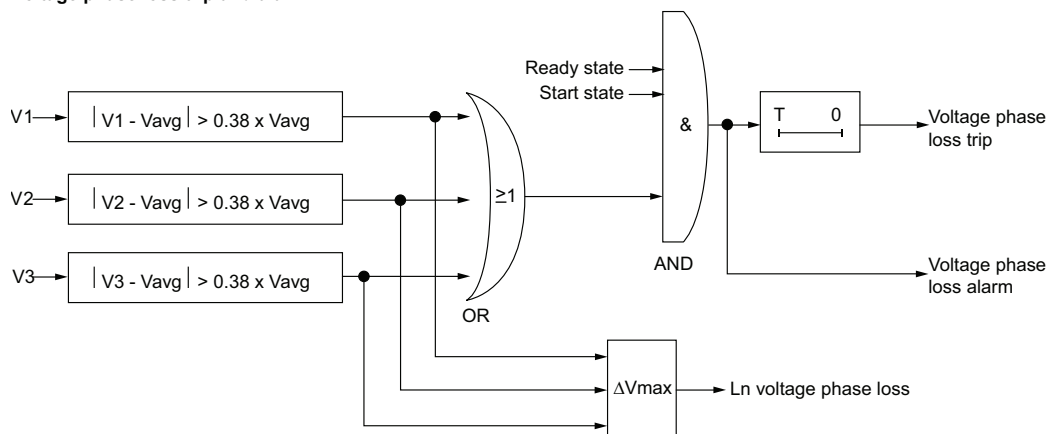 Ready state
Start state
V1
| V1 - Vavg | > 0.38 x Vavg
V2
| V2 - Vavg | > 0.38 x Vavg
V3
| V3 - Vavg | > 0.38 x Vavg
≥1
OR
&
AND
T 0
Voltage phase
loss trip
Voltage phase
loss alarm
ΔVmax
Ln voltage phase loss